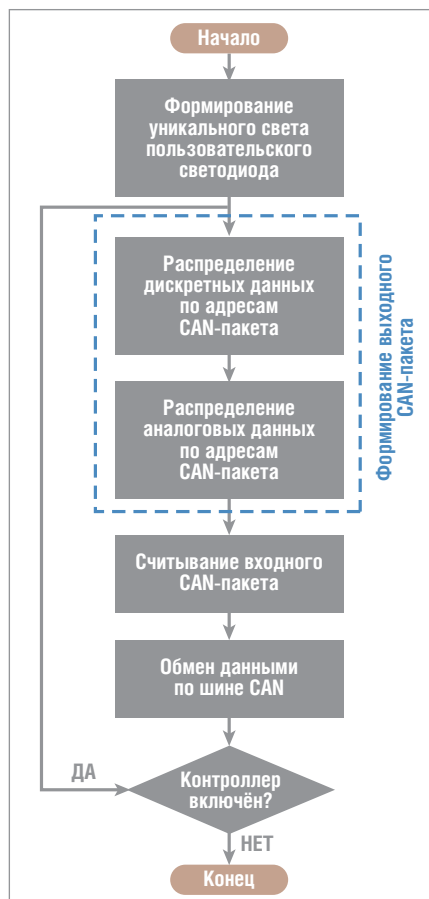 Начало
Формирование
уникального света
пользовательского
светодиода
Распределение
дискретных данных
по адресам
CAN-пакета
Распределение
аналоговых данных
по адресам
CAN-пакета
Формирование выходного
CAN-пакета
Считывание входного
CAN-пакета
Обмен данными
по шине CAN
ДА
Контроллер
включён?
НЕТ
Конец